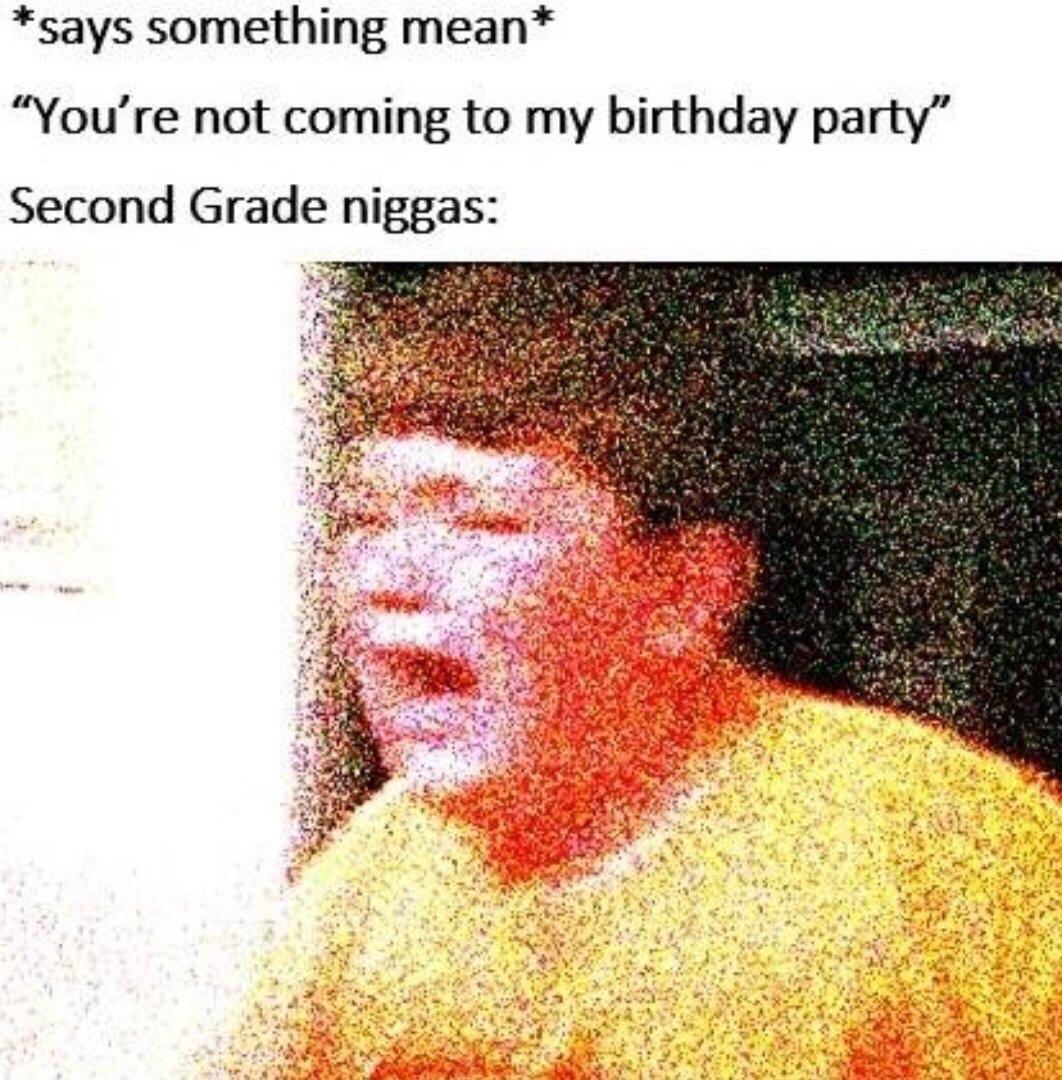 *says something mean*
“You’re not coming to my birthday party”
Second Grade niggas: